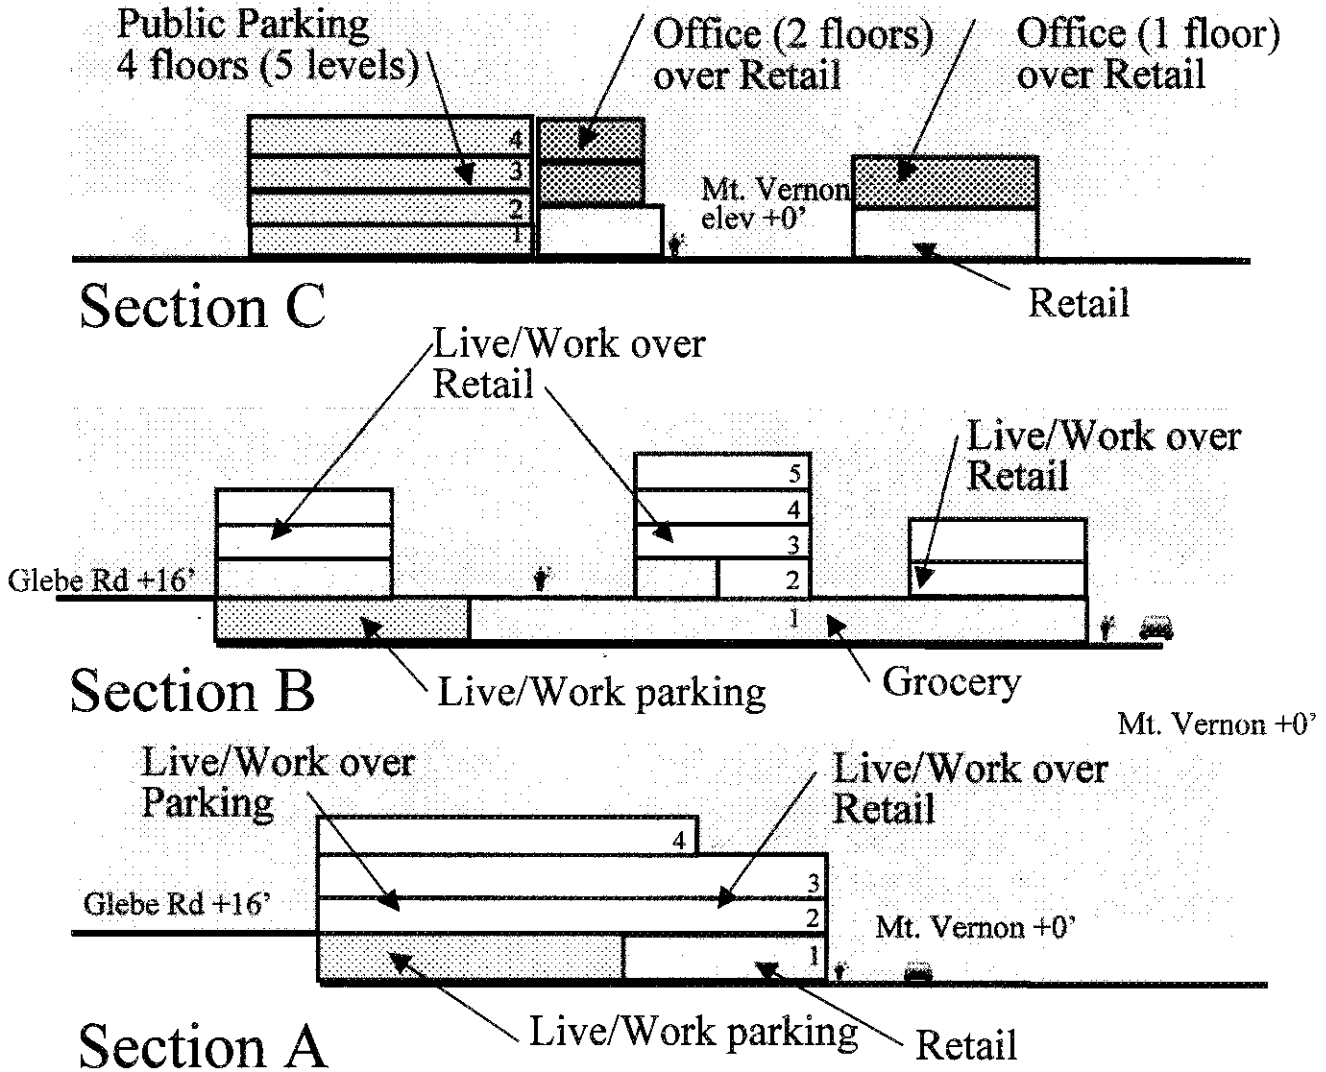 Public Parking
4 floors (5 levels)
Office (2 floors)
over Retail
Office (1 floor)
over Retail
4
3
2
1
Mt. Vernon
elev +0'
Retail
Section C
Live/Work over
Retail
Live/Work over
Retail
5
4
3
2
1
Glebe Rd +16'
Grocery
Live/Work parking
Section B
Mt. Vernon +0'
Live/Work over
Parking
Live/Work over
Retail
4
3
2
1
Glebe Rd +16'
Mt. Vernon +0'
Live/Work parking
Retail
Section A